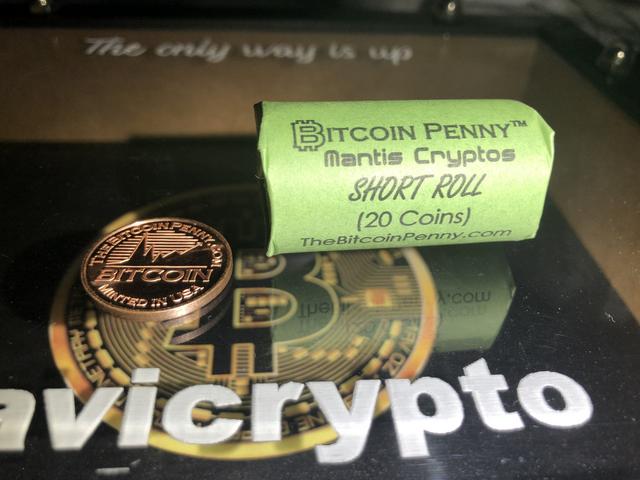 The only way is up
BITCOIN PENNY™
Mantis Cryptos
SHORT ROLL
(20 Coins)
TheBitcoinPenny.com
THEBITCOINPENNY.COM
BITCOIN
MINTED IN USA
avicrypto